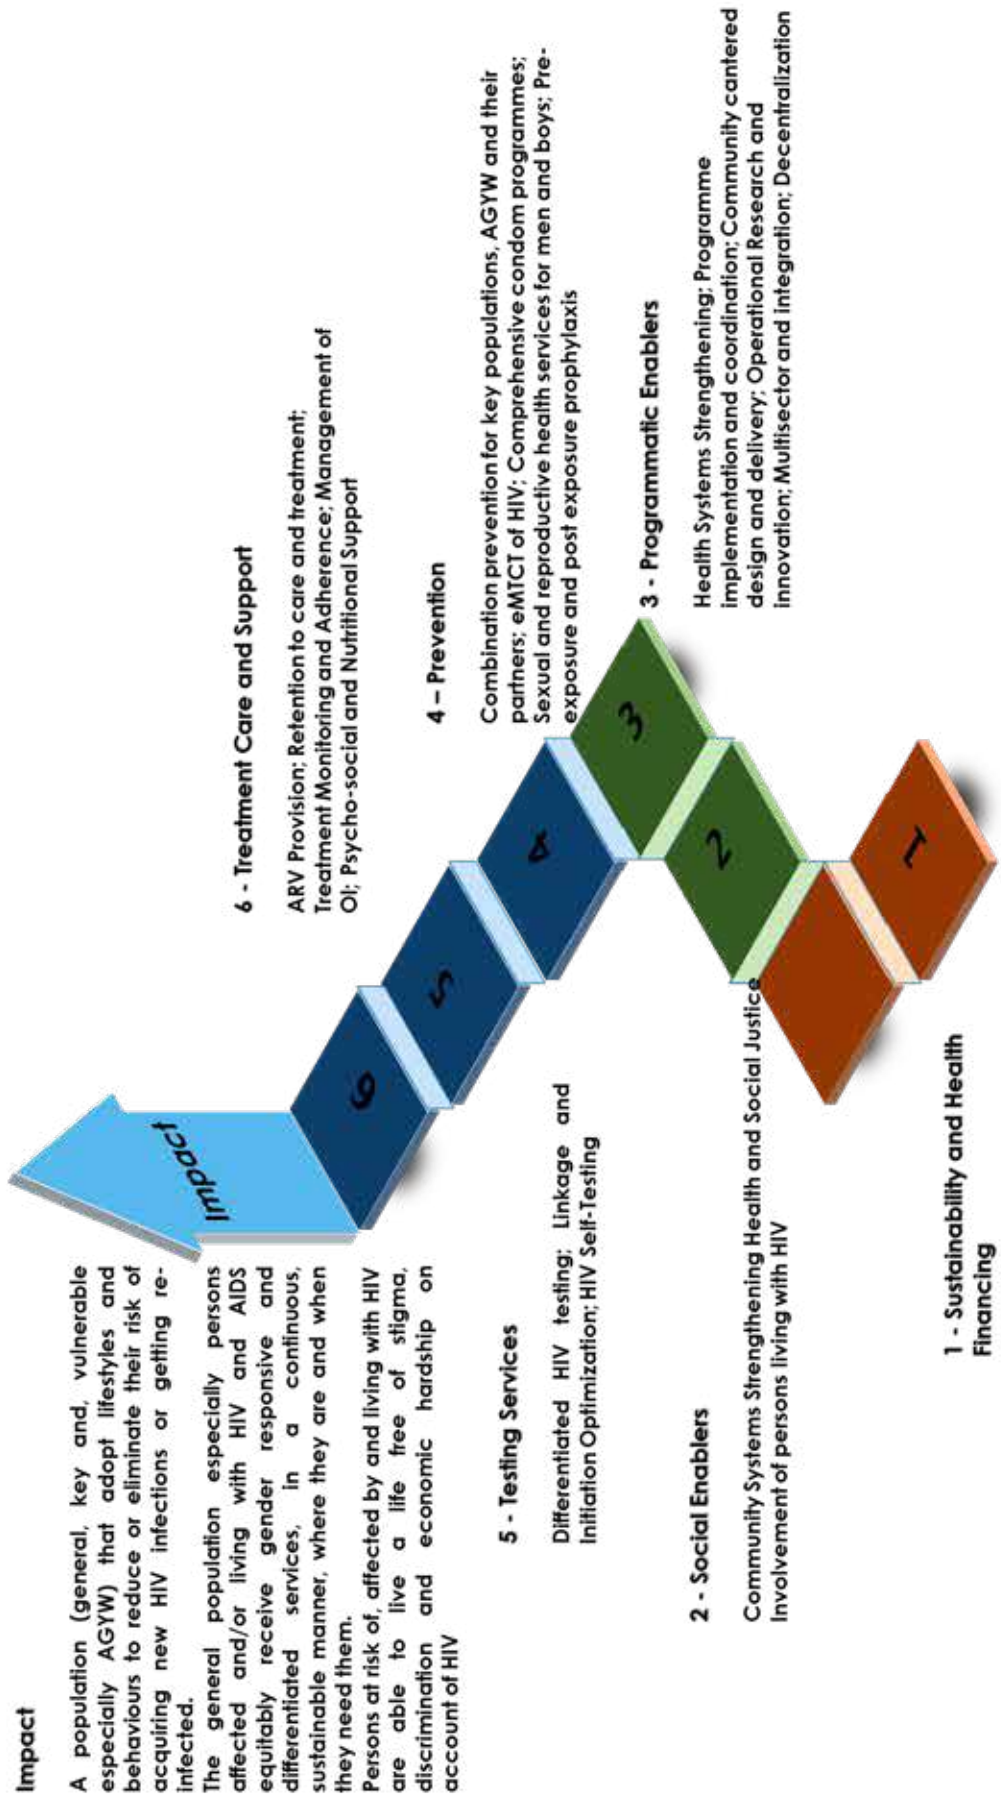 Impact
A population (general, key and, vulnerable
especially AGYW) that adopt lifestyles and
behaviours to reduce or eliminate their risk of
acquiring new HIV infections or getting re-
infected.
The general population especially persons
affected and/or living with HIV and AIDS
equitably receive gender responsive and
differentiated services, in a continuous,
sustainable manner, where they are and when
they need them.
Persons at risk of, affected by and living with HIV
are able to live a life free of stigma,
discrimination and economic hardship on
account of HIV
Impact
6 - Treatment Care and Support
ARV Provision; Retention to care and treatment;
Treatment Monitoring and Adherence; Management of
OI; Psycho-social and Nutritional Support
6
5 - Testing Services
Differentiated HIV testing; Linkage and
Initiation Optimization; HIV Self-Testing
5
4 – Prevention
Combination prevention for key populations, AGYW and their
partners; eMTCT of HIV; Comprehensive condom programmes;
Sexual and reproductive health services for men and boys; Pre-
exposure and post exposure prophylaxis
4
3 - Programmatic Enablers
Health Systems Strengthening; Programme
implementation and coordination; Community cantered
design and delivery; Operational Research and
innovation; Multisector and integration; Decentralization
3
2 - Social Enablers
Community Systems Strengthening Health and Social Justice
Involvement of persons living with HIV
2
1 - Sustainability and Health
Financing
1